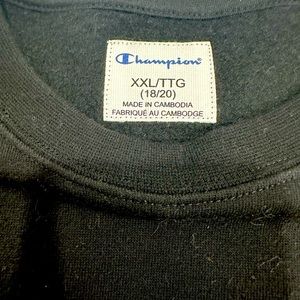 Champion
XXL/TTG
(18/20)
MADE IN CAMBODIA
FABRIQUÉ AU CAMBODGE